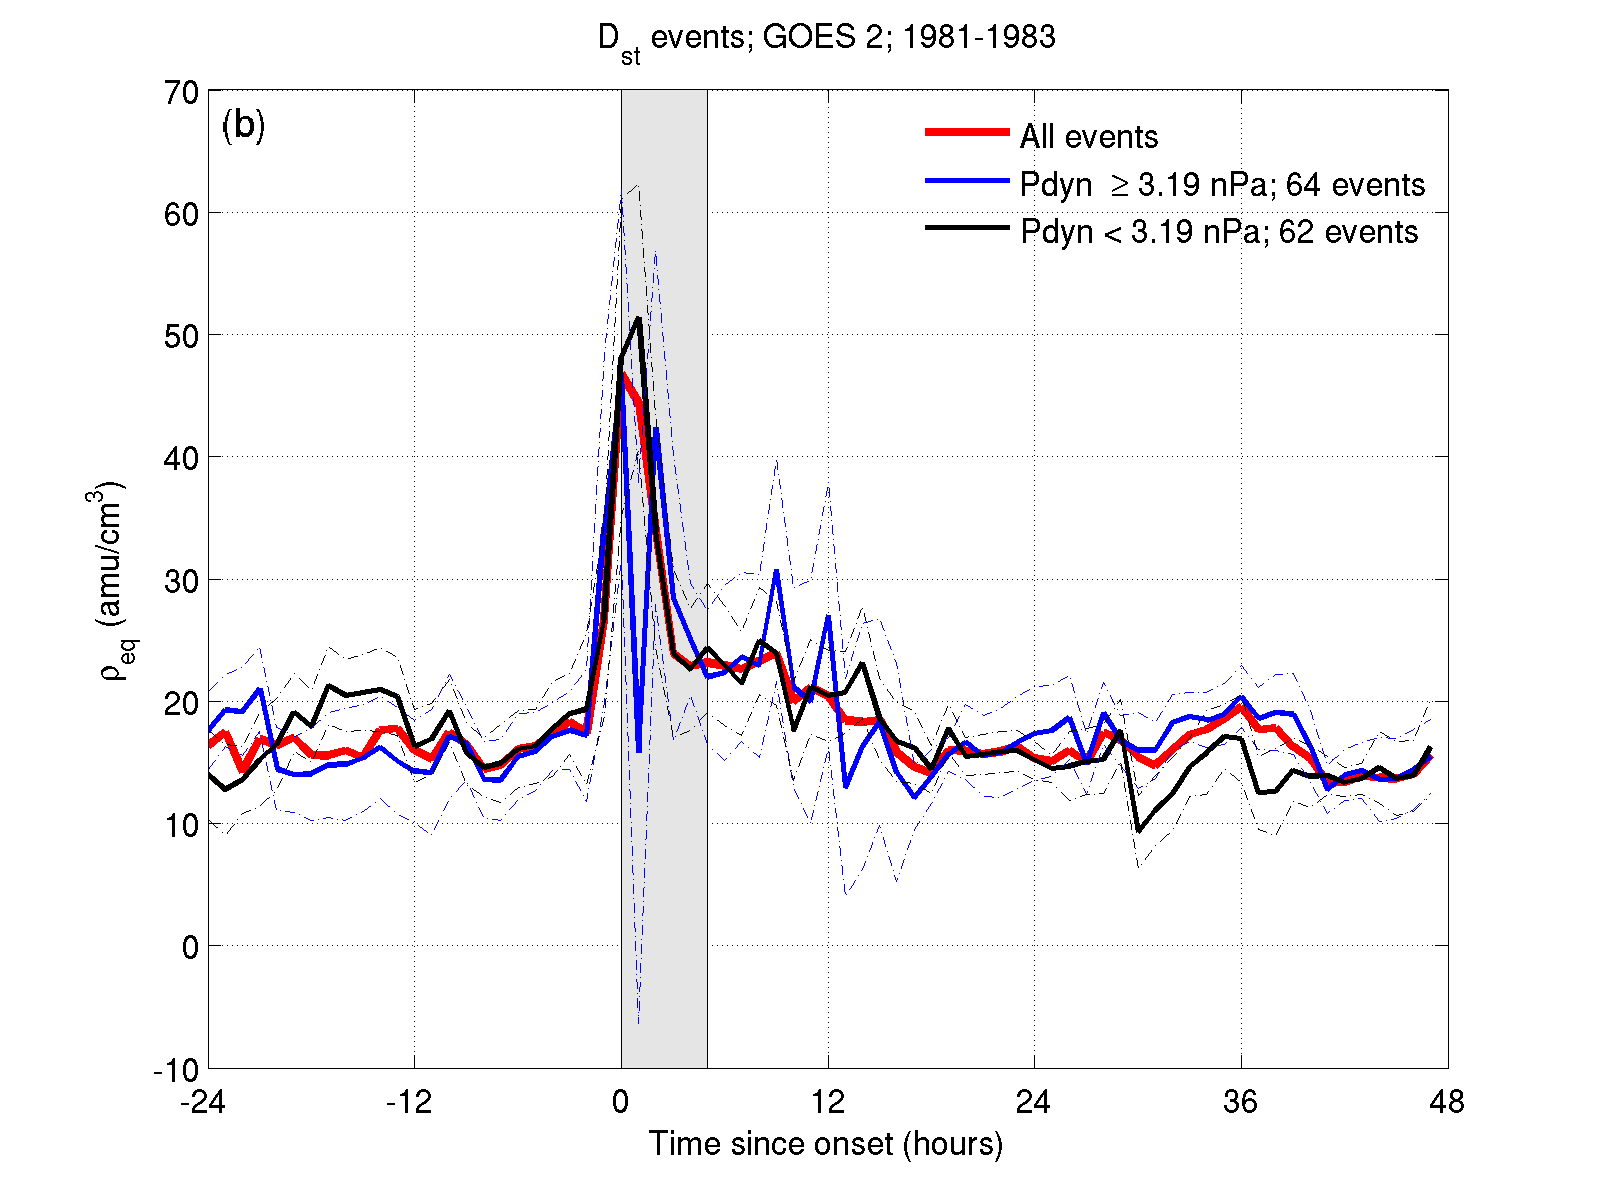 Dst events; GOES 2; 1981-1983
(b)
All events
Pdyn ≥ 3.19 nPa; 64 events
Pdyn < 3.19 nPa; 62 events
70
60
50
40
30
20
10
0
-10
ρeq (amu/cm³)
-24 -12 0 12 24 36 48
Time since onset (hours)